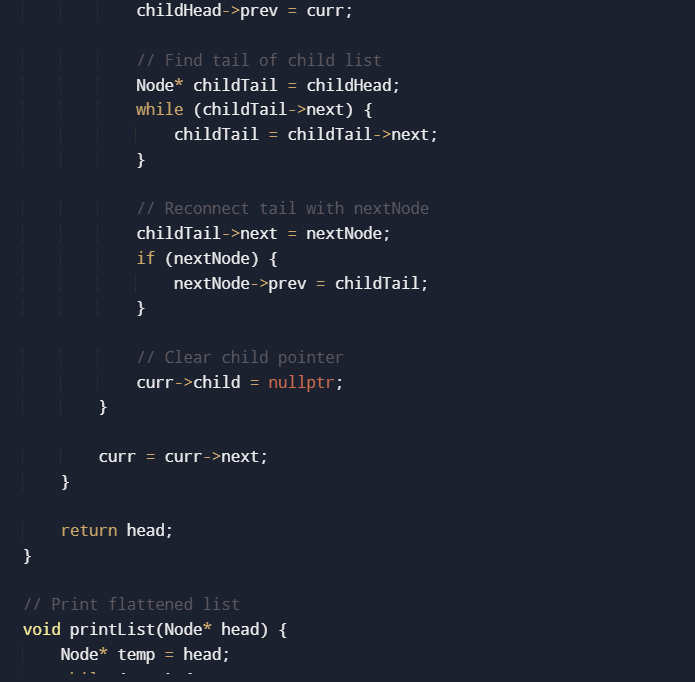 childHead->prev = curr;

            // Find tail of child list
            Node* childTail = childHead;
            while (childTail->next) {
                childTail = childTail->next;
            }

            // Reconnect tail with nextNode
            childTail->next = nextNode;
            if (nextNode) {
                nextNode->prev = childTail;
            }

            // Clear child pointer
            curr->child = nullptr;
        }

        curr = curr->next;
    }

    return head;
}

// Print flattened list
void printList(Node* head) {
    Node* temp = head;